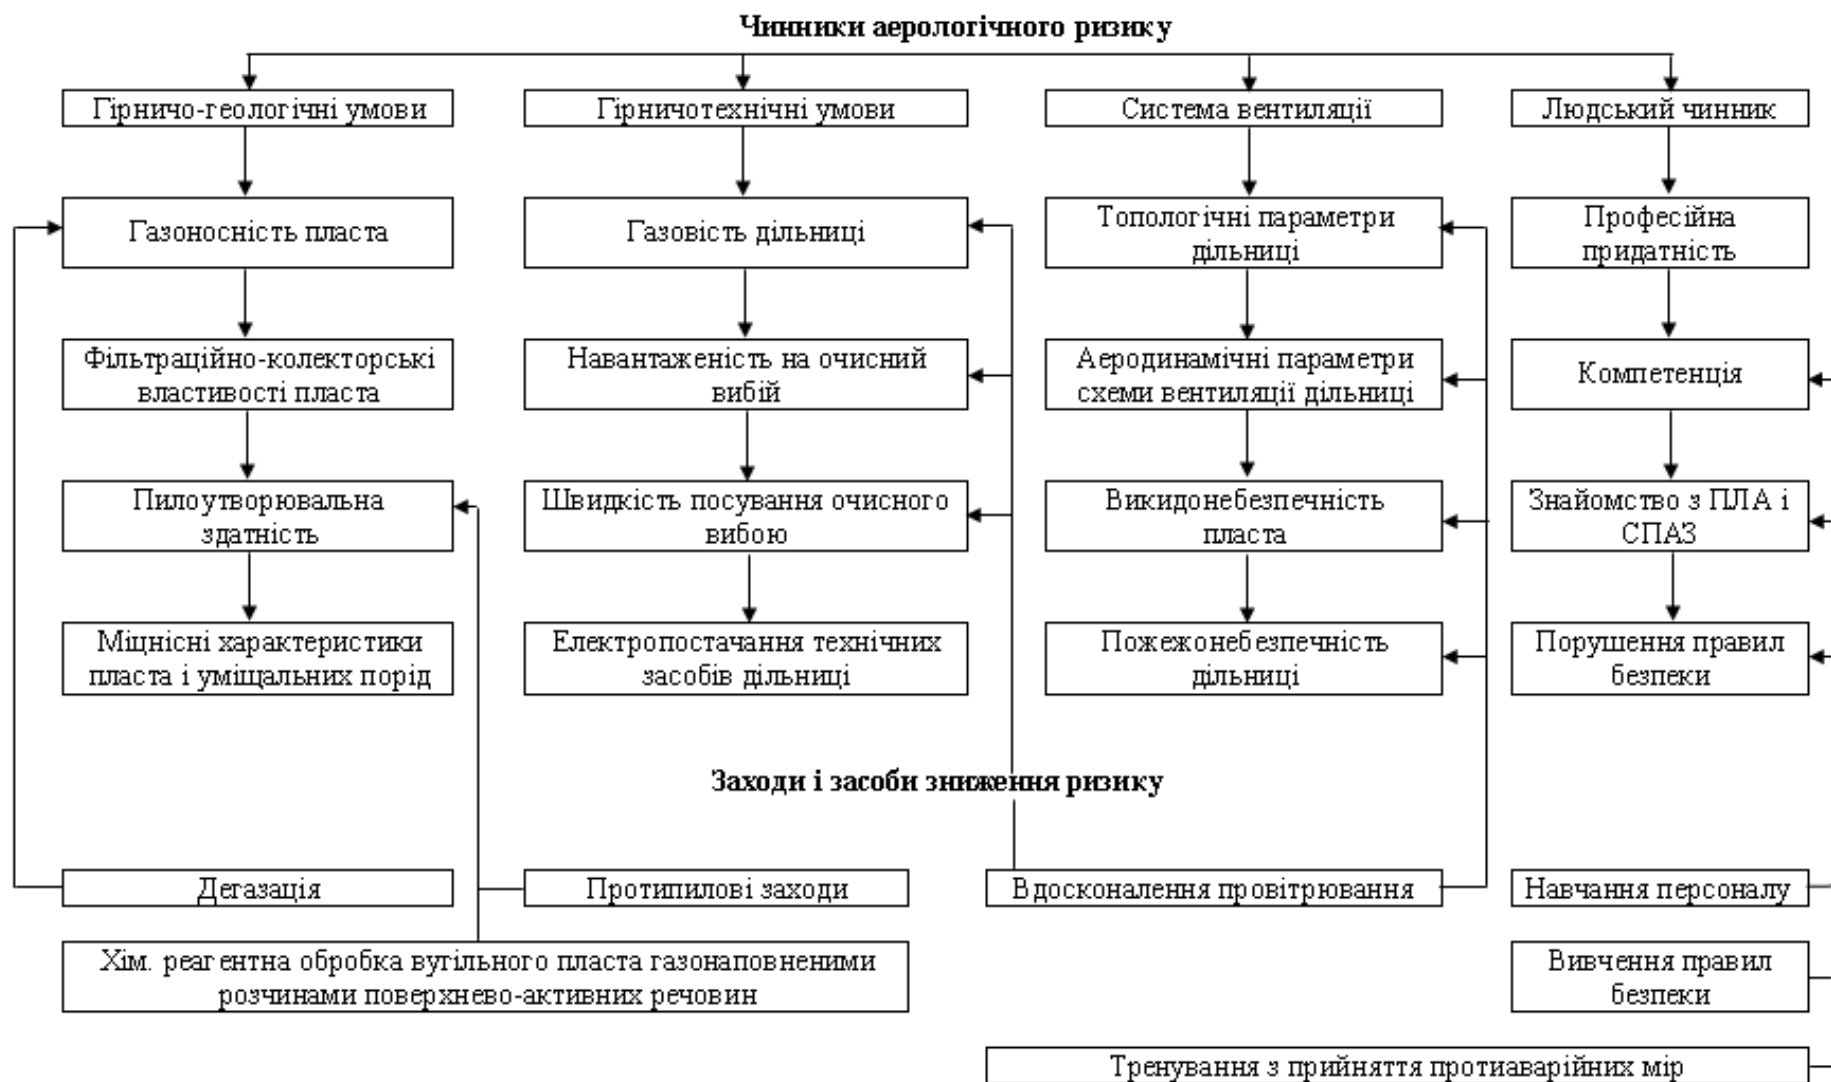 Чинники аерологічного ризику
Гірничо-геологічні умови
Гірничотехнічні умови
Система вентиляції
Людський чинник
Газоносність пласта
Газовість дільниці
Топологічні параметри
дільниці
Професійна
придатність
Фільтраційно-колекторські
властивості пласта
Навантаженість на очисний
вибій
Аеродинамічні параметри
схеми вентиляції дільниці
Компетенція
Пилоутворювальна
здатність
Швидкість посування очисного
вибою
Викидонебезпечність
пласта
Знайомство з ПЛА і
СПАЗ
Міцнісні характеристики
пласта і уміщальних порід
Електропостачання технічних
засобів дільниці
Пожежонебезпечність
дільниці
Порушення правил
безпеки
Заходи і засоби зниження ризику
Дегазація
Протипилові заходи
Вдосконалення провітрювання
Навчання персоналу
Хім. реагентна обробка вугільного пласта газонаповненими
розчинами поверхнево-активних речовин
Вивчення правил
безпеки
Тренування з прийняття протиаварійних мір